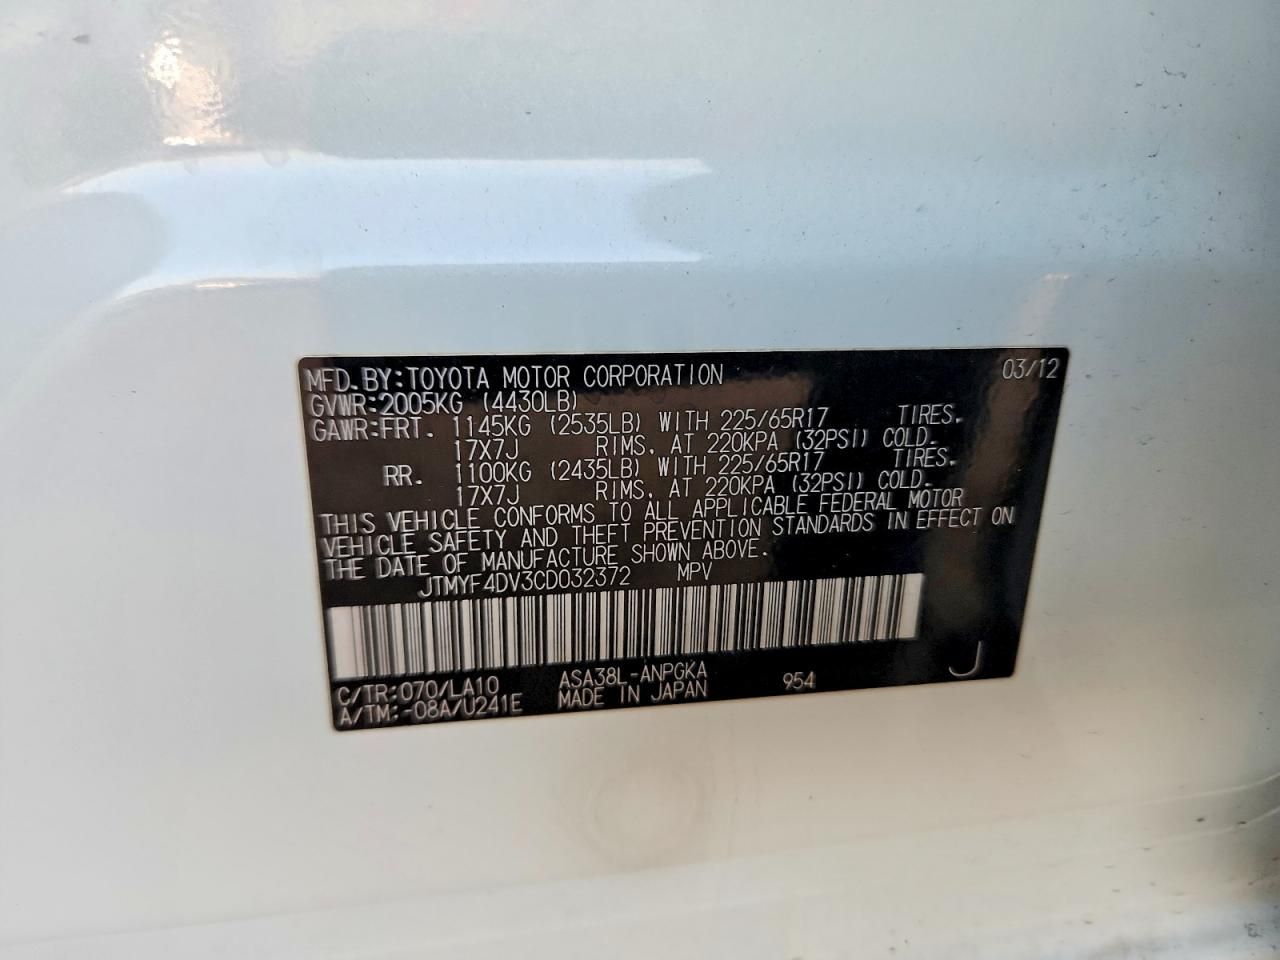 MFD.BY:TOYOTA MOTOR CORPORATION 03/12
GVWR:2005KG (4430LB)
GAWR:FRT. 1145KG (2535LB) WITH 225/65R17 TIRES.
17X7J RIMS, AT 220KPA (32PSI) COLD.
RR. 1100KG (2435LB) WITH 225/65R17 TIRES.
17X7J RIMS, AT 220KPA (32PSI) COLD.
THIS VEHICLE CONFORMS TO ALL APPLICABLE FEDERAL MOTOR
VEHICLE SAFETY AND THEFT PREVENTION STANDARDS IN EFFECT ON
THE DATE OF MANUFACTURE SHOWN ABOVE.
JTMYF4DV3CD032372 MPV
C/TR:070/LA10 ASA38L-ANPGKA 954 J
A/TM:-08A/U241E MADE IN JAPAN